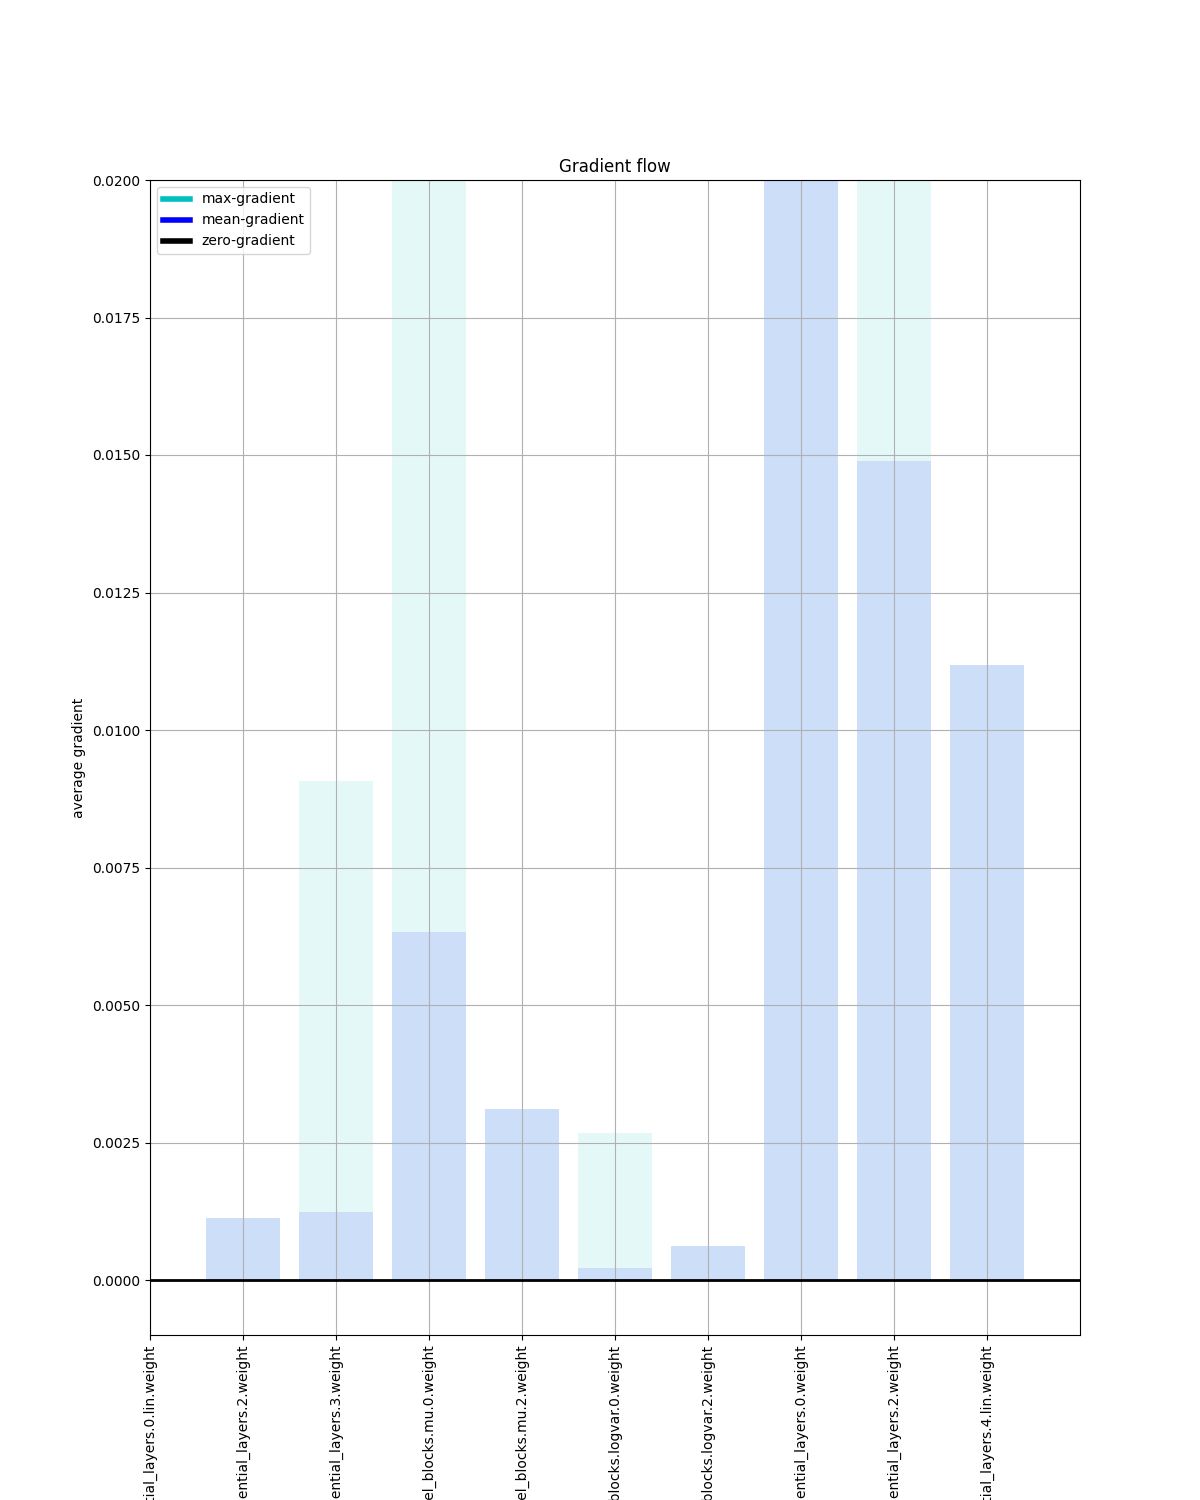 Gradient flow
max-gradient
mean-gradient
zero-gradient
0.0200
0.0175
0.0150
0.0125
0.0100
0.0075
0.0050
0.0025
0.0000
average gradient
tial_layers.0.lin.weight
ential_layers.2.weight
ential_layers.3.weight
el_blocks.mu.0.weight
el_blocks.mu.2.weight
blocks.logvar.0.weight
blocks.logvar.2.weight
ential_layers.0.weight
ential_layers.2.weight
tial_layers.4.lin.weight